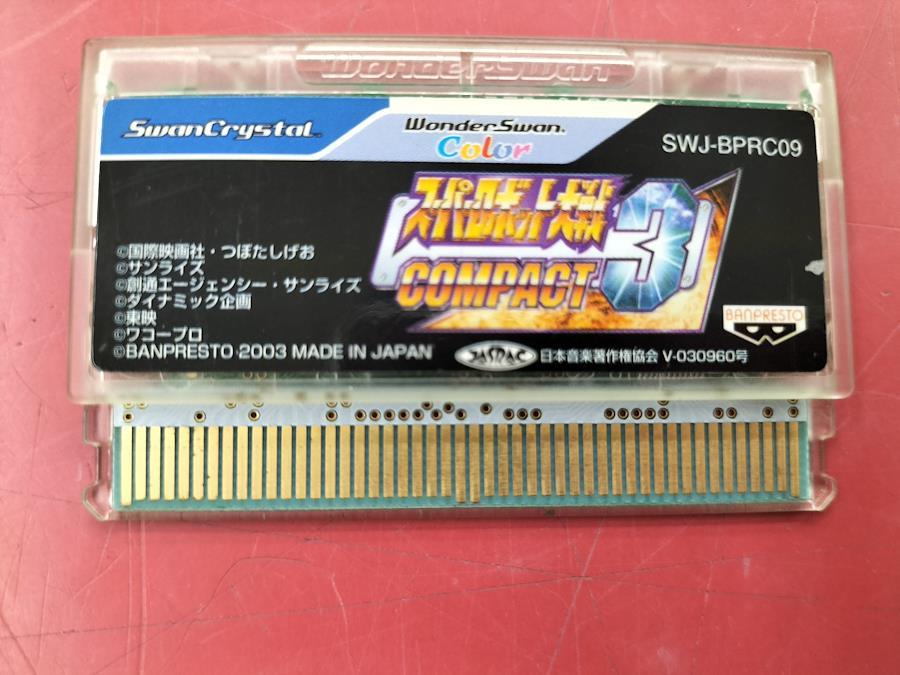 WonderSwan
SwanCrystal™
WonderSwan™
Color
SWJ-BPRC09
スーパーロボット大戦
COMPACT 3
©国際映画社・つぼたしげお
©サンライズ
©創通エージェンシー・サンライズ
©ダイナミック企画
©東映
©ワコープロ
©BANPRESTO 2003 MADE IN JAPAN
BANPRESTO
JASRAC
日本音楽著作権協会 V-030960号